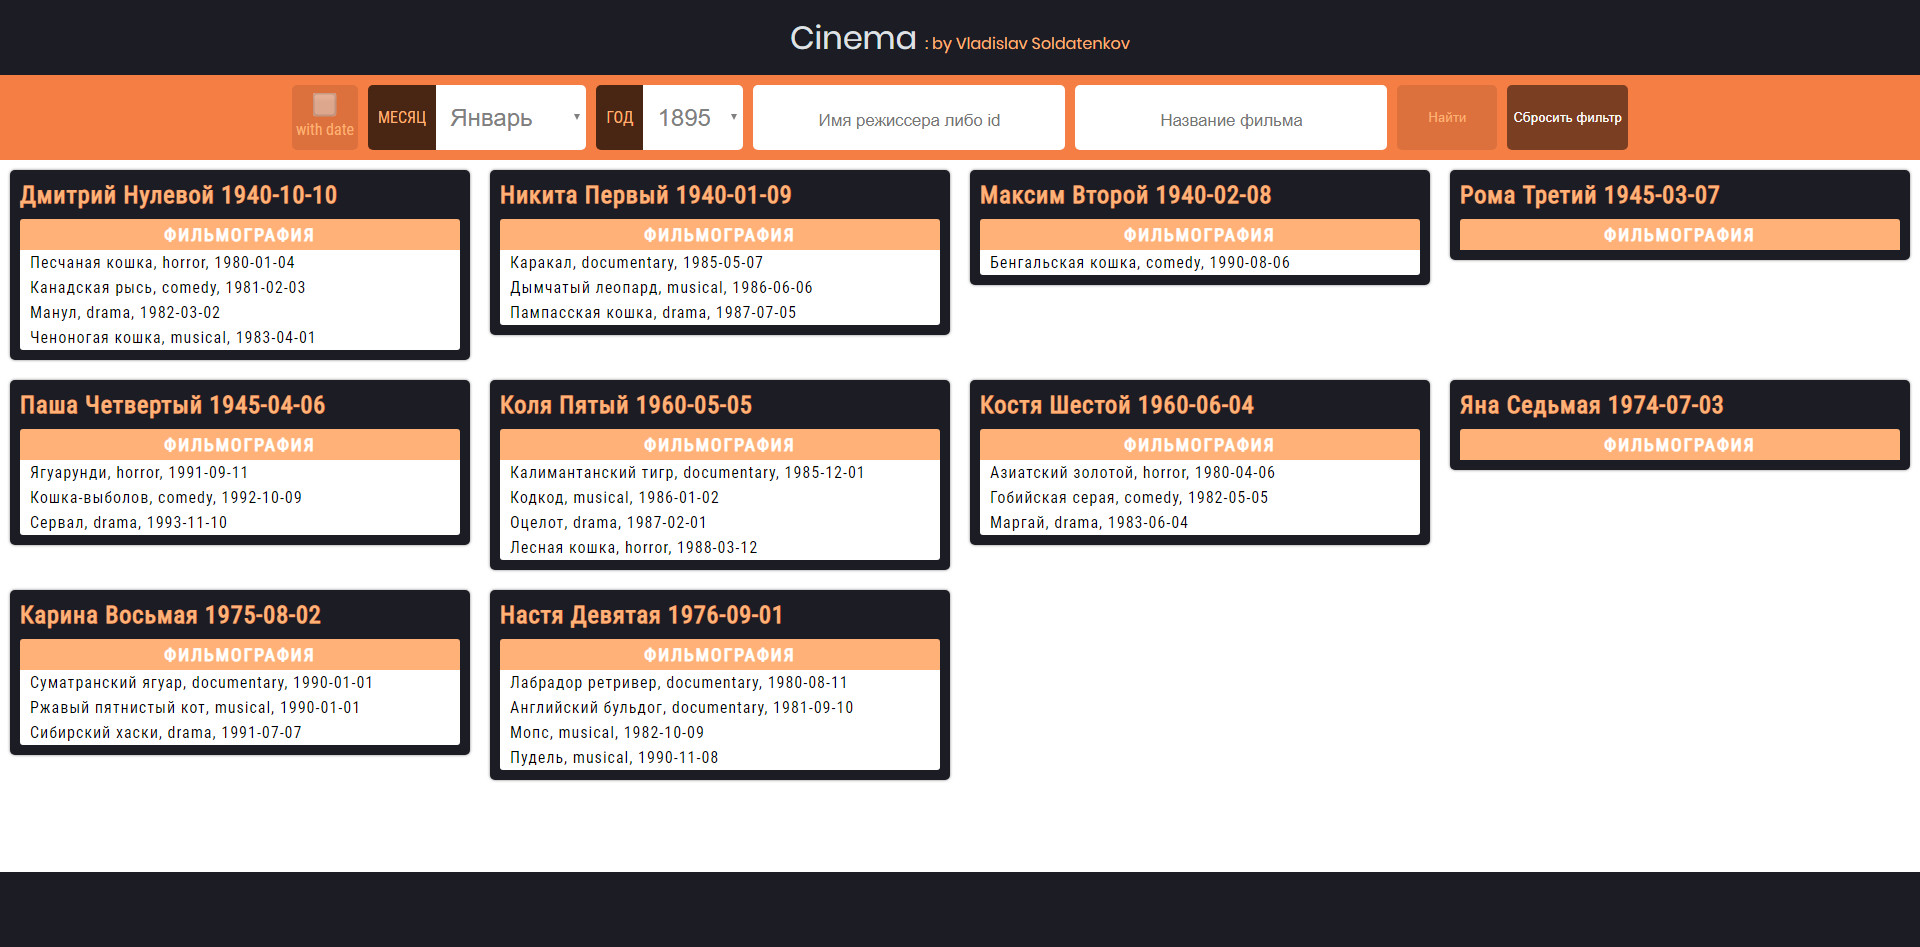 Cinema : by Vladislav Soldatenkov
with date
МЕСЯЦ Январь
ГОД 1895
Имя режиссера либо id
Название фильма
Найти
Сбросить фильтр
Дмитрий Нулевой 1940-10-10
ФИЛЬМОГРАФИЯ
Песчаная кошка, horror, 1980-01-04
Канадская рысь, comedy, 1981-02-03
Манул, drama, 1982-03-02
Ченоногая кошка, musical, 1983-04-01
Никита Первый 1940-01-09
ФИЛЬМОГРАФИЯ
Каракал, documentary, 1985-05-07
Дымчатый леопард, musical, 1986-06-06
Пампасская кошка, drama, 1987-07-05
Максим Второй 1940-02-08
ФИЛЬМОГРАФИЯ
Бенгальская кошка, comedy, 1990-08-06
Рома Третий 1945-03-07
ФИЛЬМОГРАФИЯ
Паша Четвертый 1945-04-06
ФИЛЬМОГРАФИЯ
Ягуарунди, horror, 1991-09-11
Кошка-выболов, comedy, 1992-10-09
Сервал, drama, 1993-11-10
Коля Пятый 1960-05-05
ФИЛЬМОГРАФИЯ
Калимантанский тигр, documentary, 1985-12-01
Кодкод, musical, 1986-01-02
Оцелот, drama, 1987-02-01
Лесная кошка, horror, 1988-03-12
Костя Шестой 1960-06-04
ФИЛЬМОГРАФИЯ
Азиатский золотой, horror, 1980-04-06
Гобийская серая, comedy, 1982-05-05
Маргай, drama, 1983-06-04
Яна Седьмая 1974-07-03
ФИЛЬМОГРАФИЯ
Карина Восьмая 1975-08-02
ФИЛЬМОГРАФИЯ
Суматранский ягуар, documentary, 1990-01-01
Ржавый пятнистый кот, musical, 1990-01-01
Сибирский хаски, drama, 1991-07-07
Настя Девятая 1976-09-01
ФИЛЬМОГРАФИЯ
Лабрадор ретривер, documentary, 1980-08-11
Английский бульдог, documentary, 1981-09-10
Мопс, musical, 1982-10-09
Пудель, musical, 1990-11-08